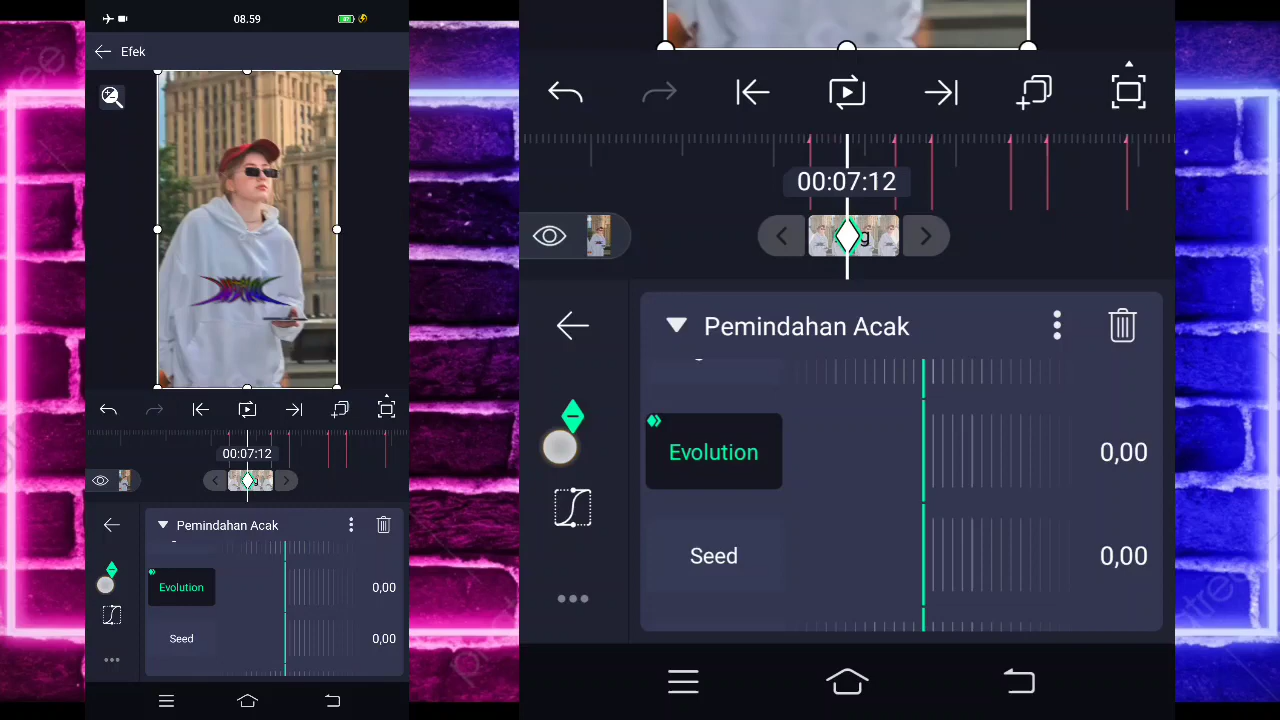 08.59
47
Efek
00:07:12
Pemindahan Acak
Evolution
0,00
Seed
0,00
00:07:12
Pemindahan Acak
Evolution
0,00
Seed
0,00